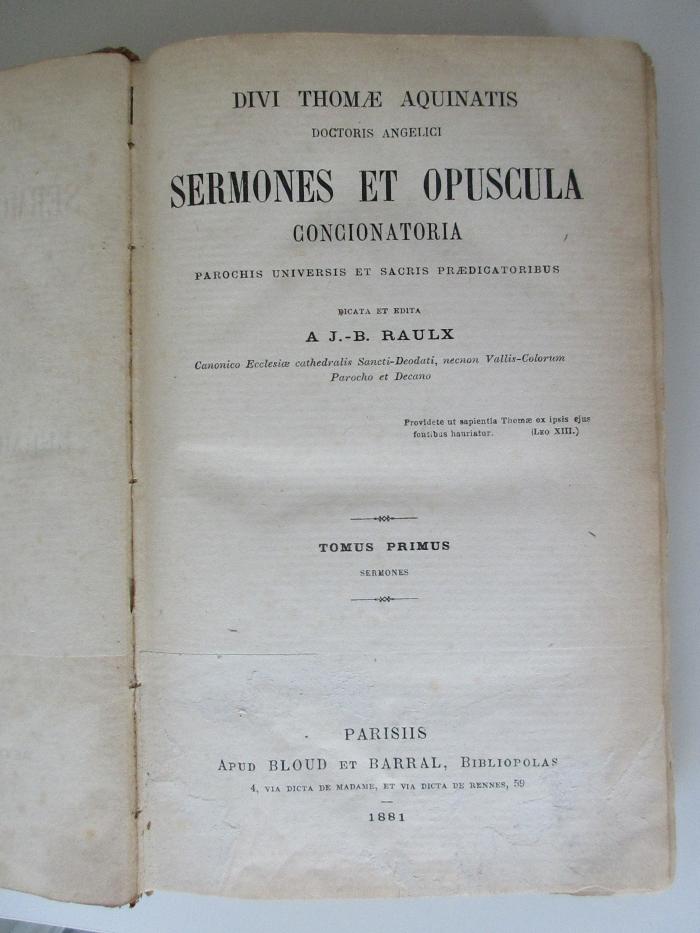 DIVI THOMÆ AQUINATIS
DOCTORIS ANGELICI
SERMONES ET OPUSCULA
CONCIONATORIA
PAROCHIS UNIVERSIS ET SACRIS PRÆDICATORIBUS
DICATA ET EDITA
A J.-B. RAULX
Canonico Ecclesiæ cathedralis Sancti-Deodati, necnon Vallis-Colorum
Parocho et Decano
Providete ut sapientia Thomæ ex ipsis ejus
fontibus hauriatur. (LEO XIII.)
TOMUS PRIMUS
SERMONES
PARISIIS
APUD BLOUD ET BARRAL, BIBLIOPOLAS
4, VIA DICTA DE MADAME, ET VIA DICTA DE RENNES, 59
1881